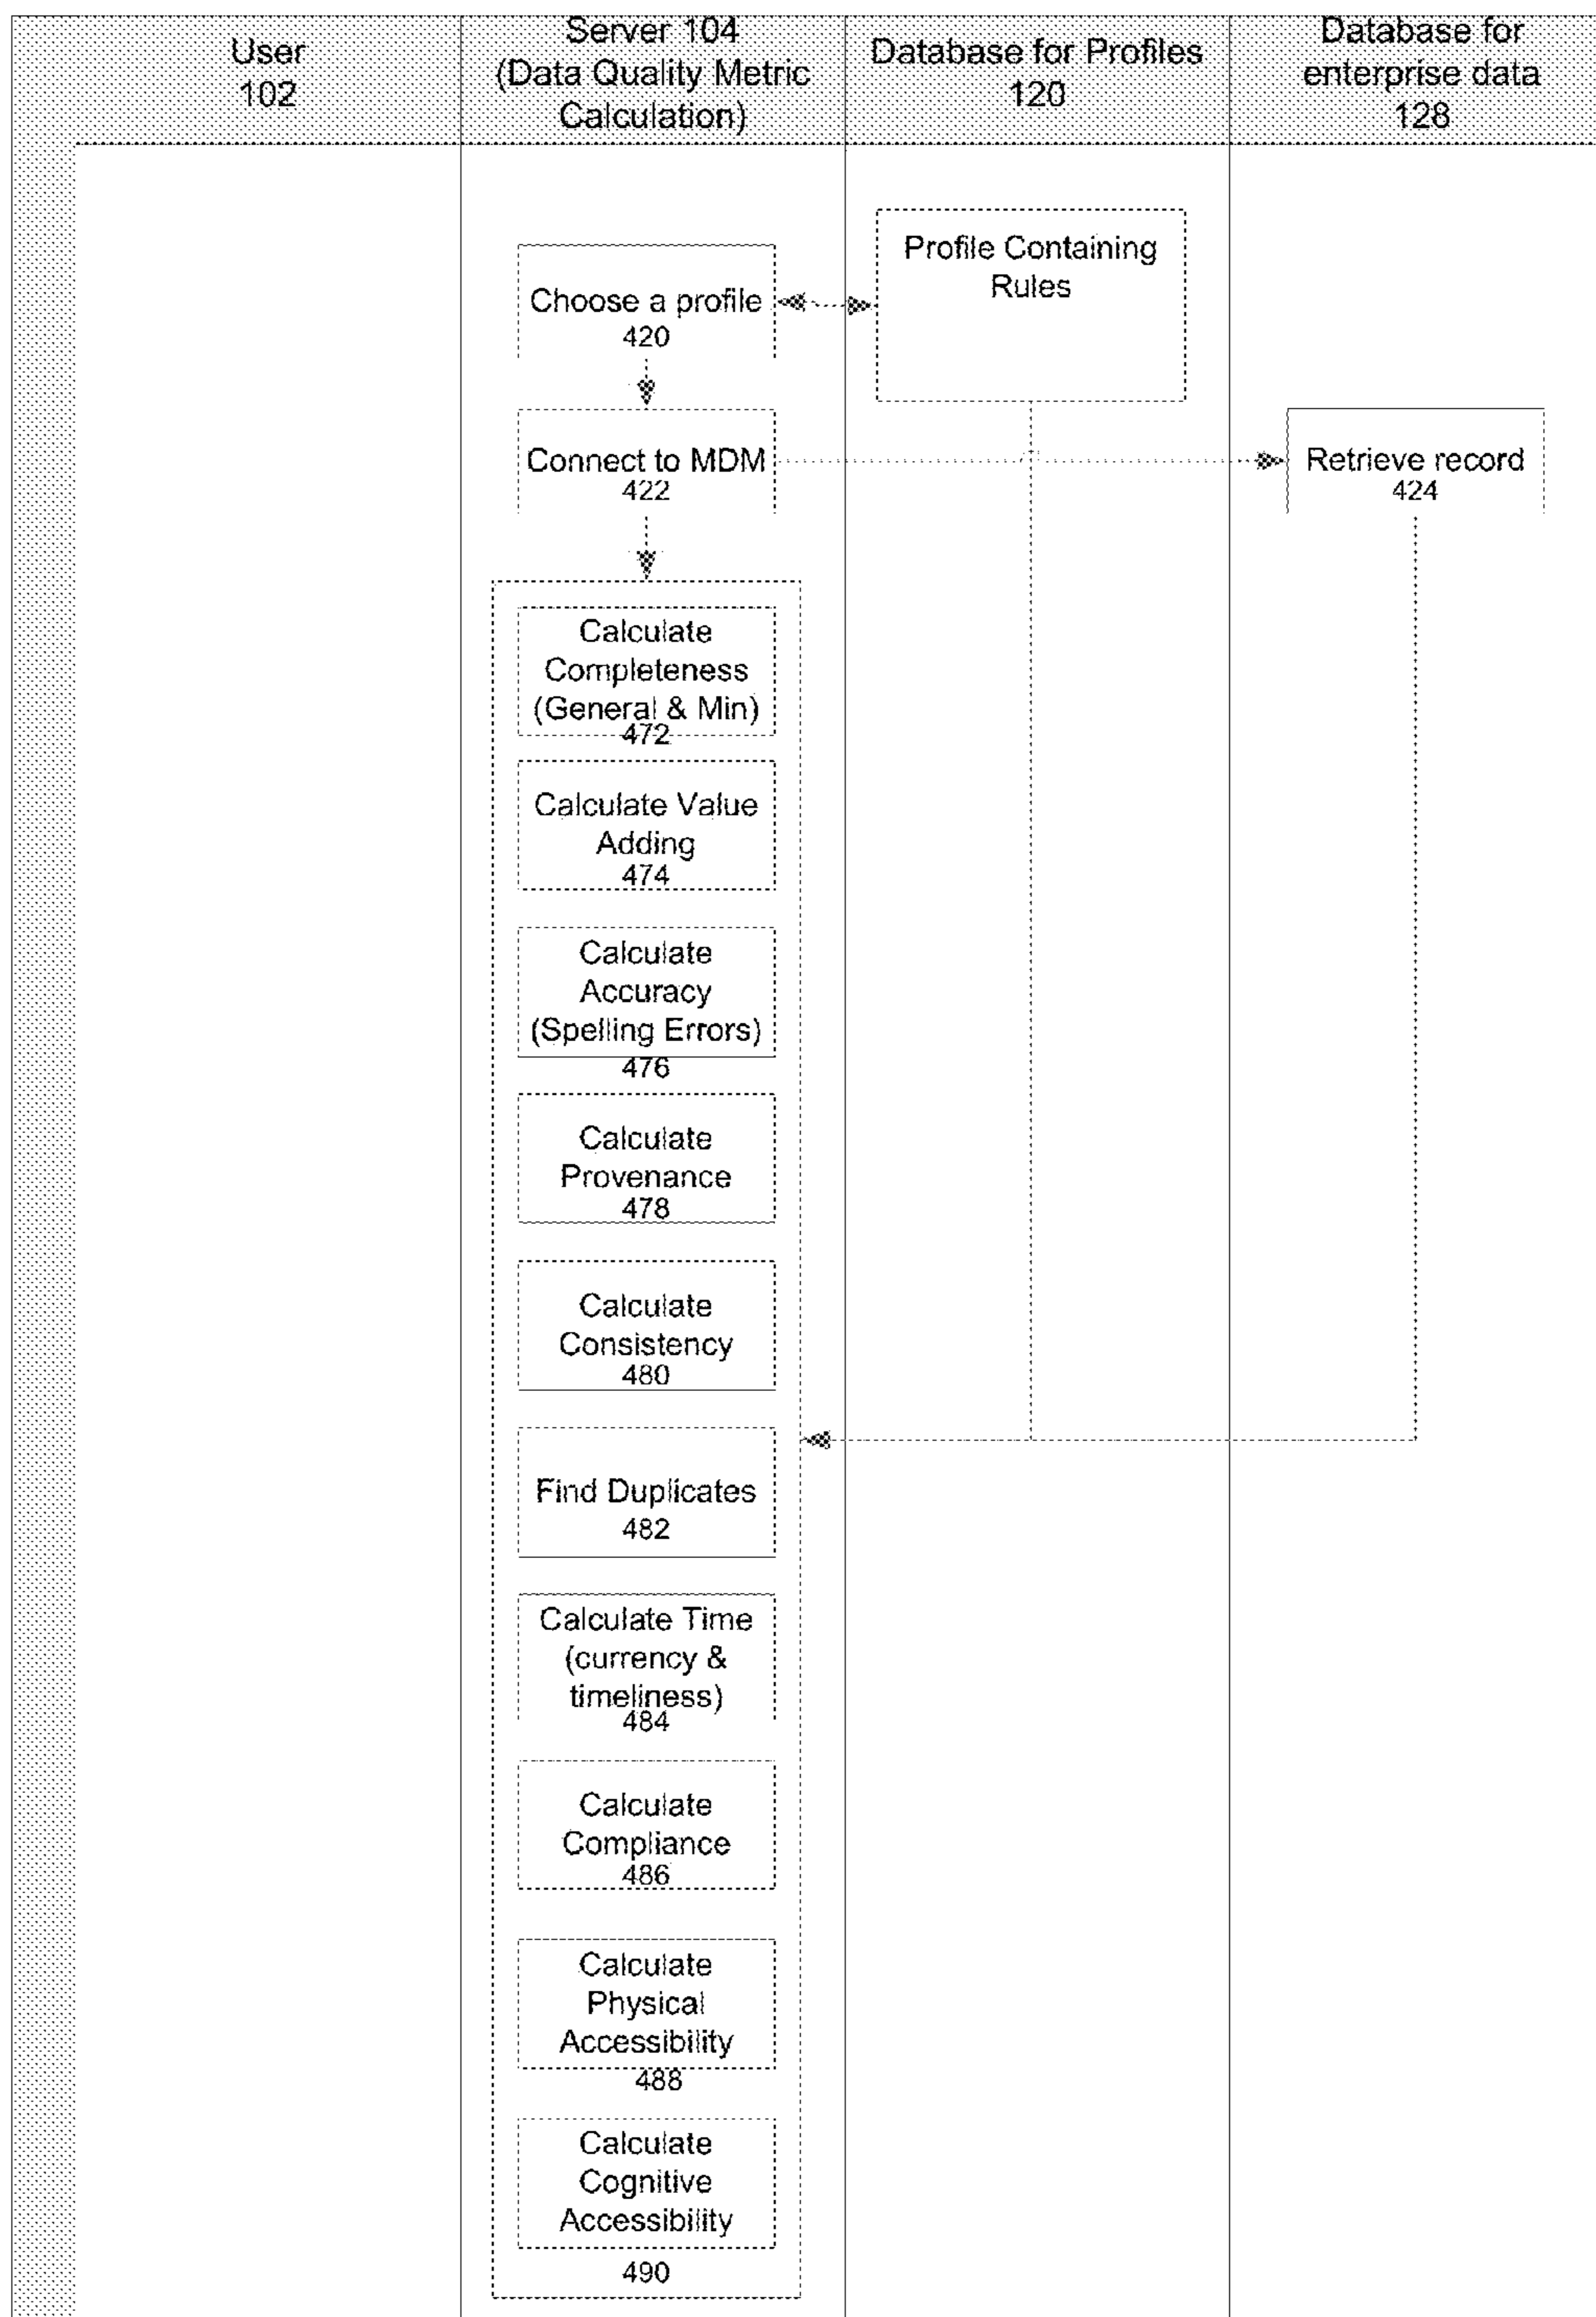 User
102
Server 104
(Data Quality Metric
Calculation)
Database for Profiles
120
Database for
enterprise data
128
Choose a profile
420
Profile Containing
Rules
Connect to MDM
422
Retrieve record
424
Calculate
Completeness
(General & Min)
472
Calculate Value
Adding
474
Calculate
Accuracy
(Spelling Errors)
476
Calculate
Provenance
478
Calculate
Consistency
480
Find Duplicates
482
Calculate Time
(currency &
timeliness)
484
Calculate
Compliance
486
Calculate
Physical
Accessibility
488
Calculate
Cognitive
Accessibility
490